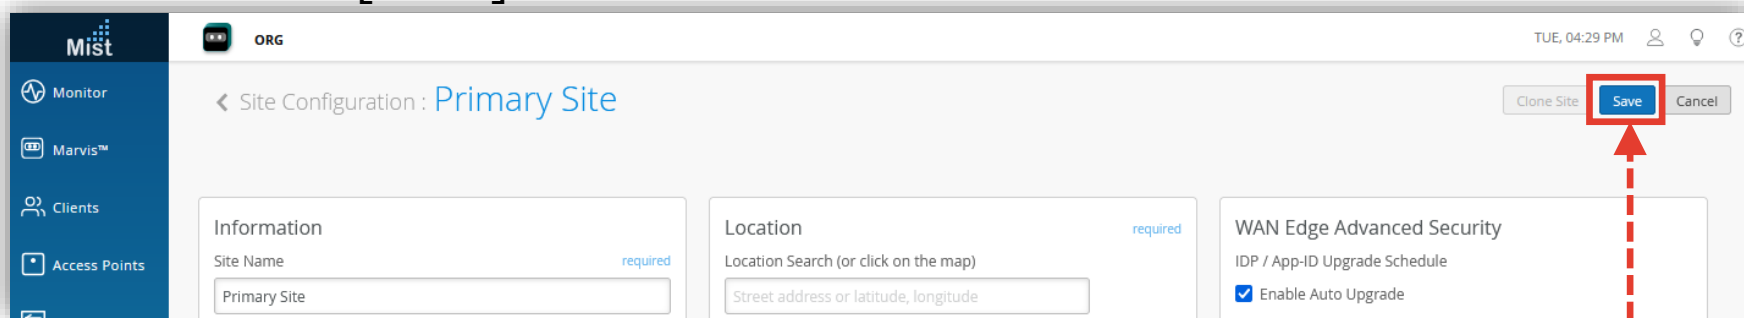 Mist
ORG
TUE, 04:29 PM
?
Monitor
Site Configuration : Primary Site
Clone Site
Save
Cancel
Marvis™
Clients
Access Points
Information
Site Name
required
Primary Site
Location
required
Location Search (or click on the map)
Street address or latitude, longitude
WAN Edge Advanced Security
IDP / App-ID Upgrade Schedule
Enable Auto Upgrade